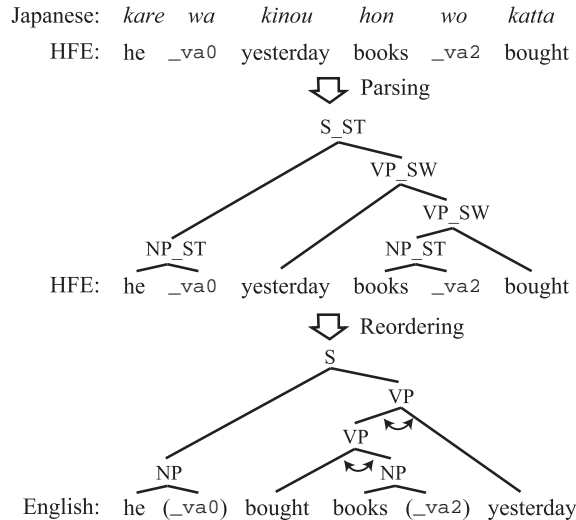 Japanese: kare wa kinou hon wo katta
HFE: he _va0 yesterday books _va2 bought
Parsing
S_ST
VP_SW
VP_SW
NP_ST NP_ST
HFE: he _va0 yesterday books _va2 bought
Reordering
S
VP
VP
NP NP
English: he (_va0) bought books (_va2) yesterday